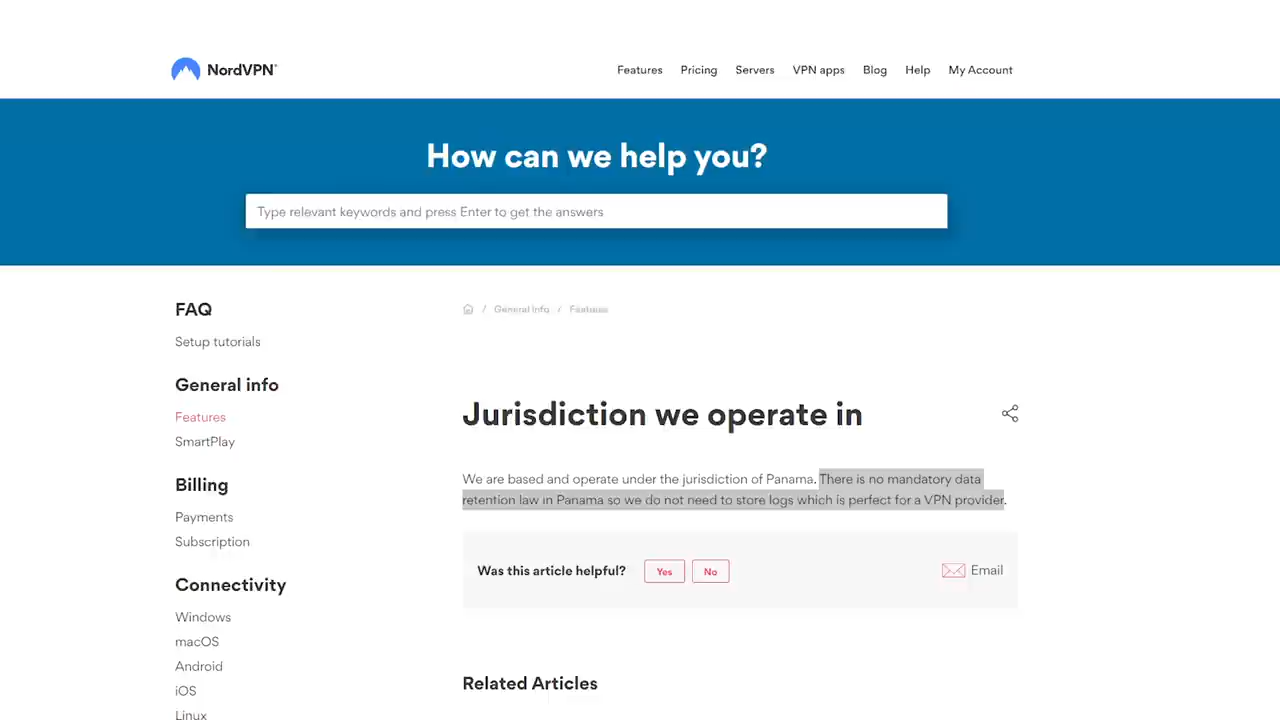 NordVPN®
Features Pricing Servers VPN apps Blog Help My Account
How can we help you?
Type relevant keywords and press Enter to get the answers
FAQ
Setup tutorials
General info
Features
SmartPlay
Billing
Payments
Subscription
Connectivity
Windows
macOS
Android
iOS
Linux
/ General Info / Features
Jurisdiction we operate in
We are based and operate under the jurisdiction of Panama. There is no mandatory data
retention law in Panama so we do not need to store logs which is perfect for a VPN provider.
Was this article helpful? Yes No Email
Related Articles